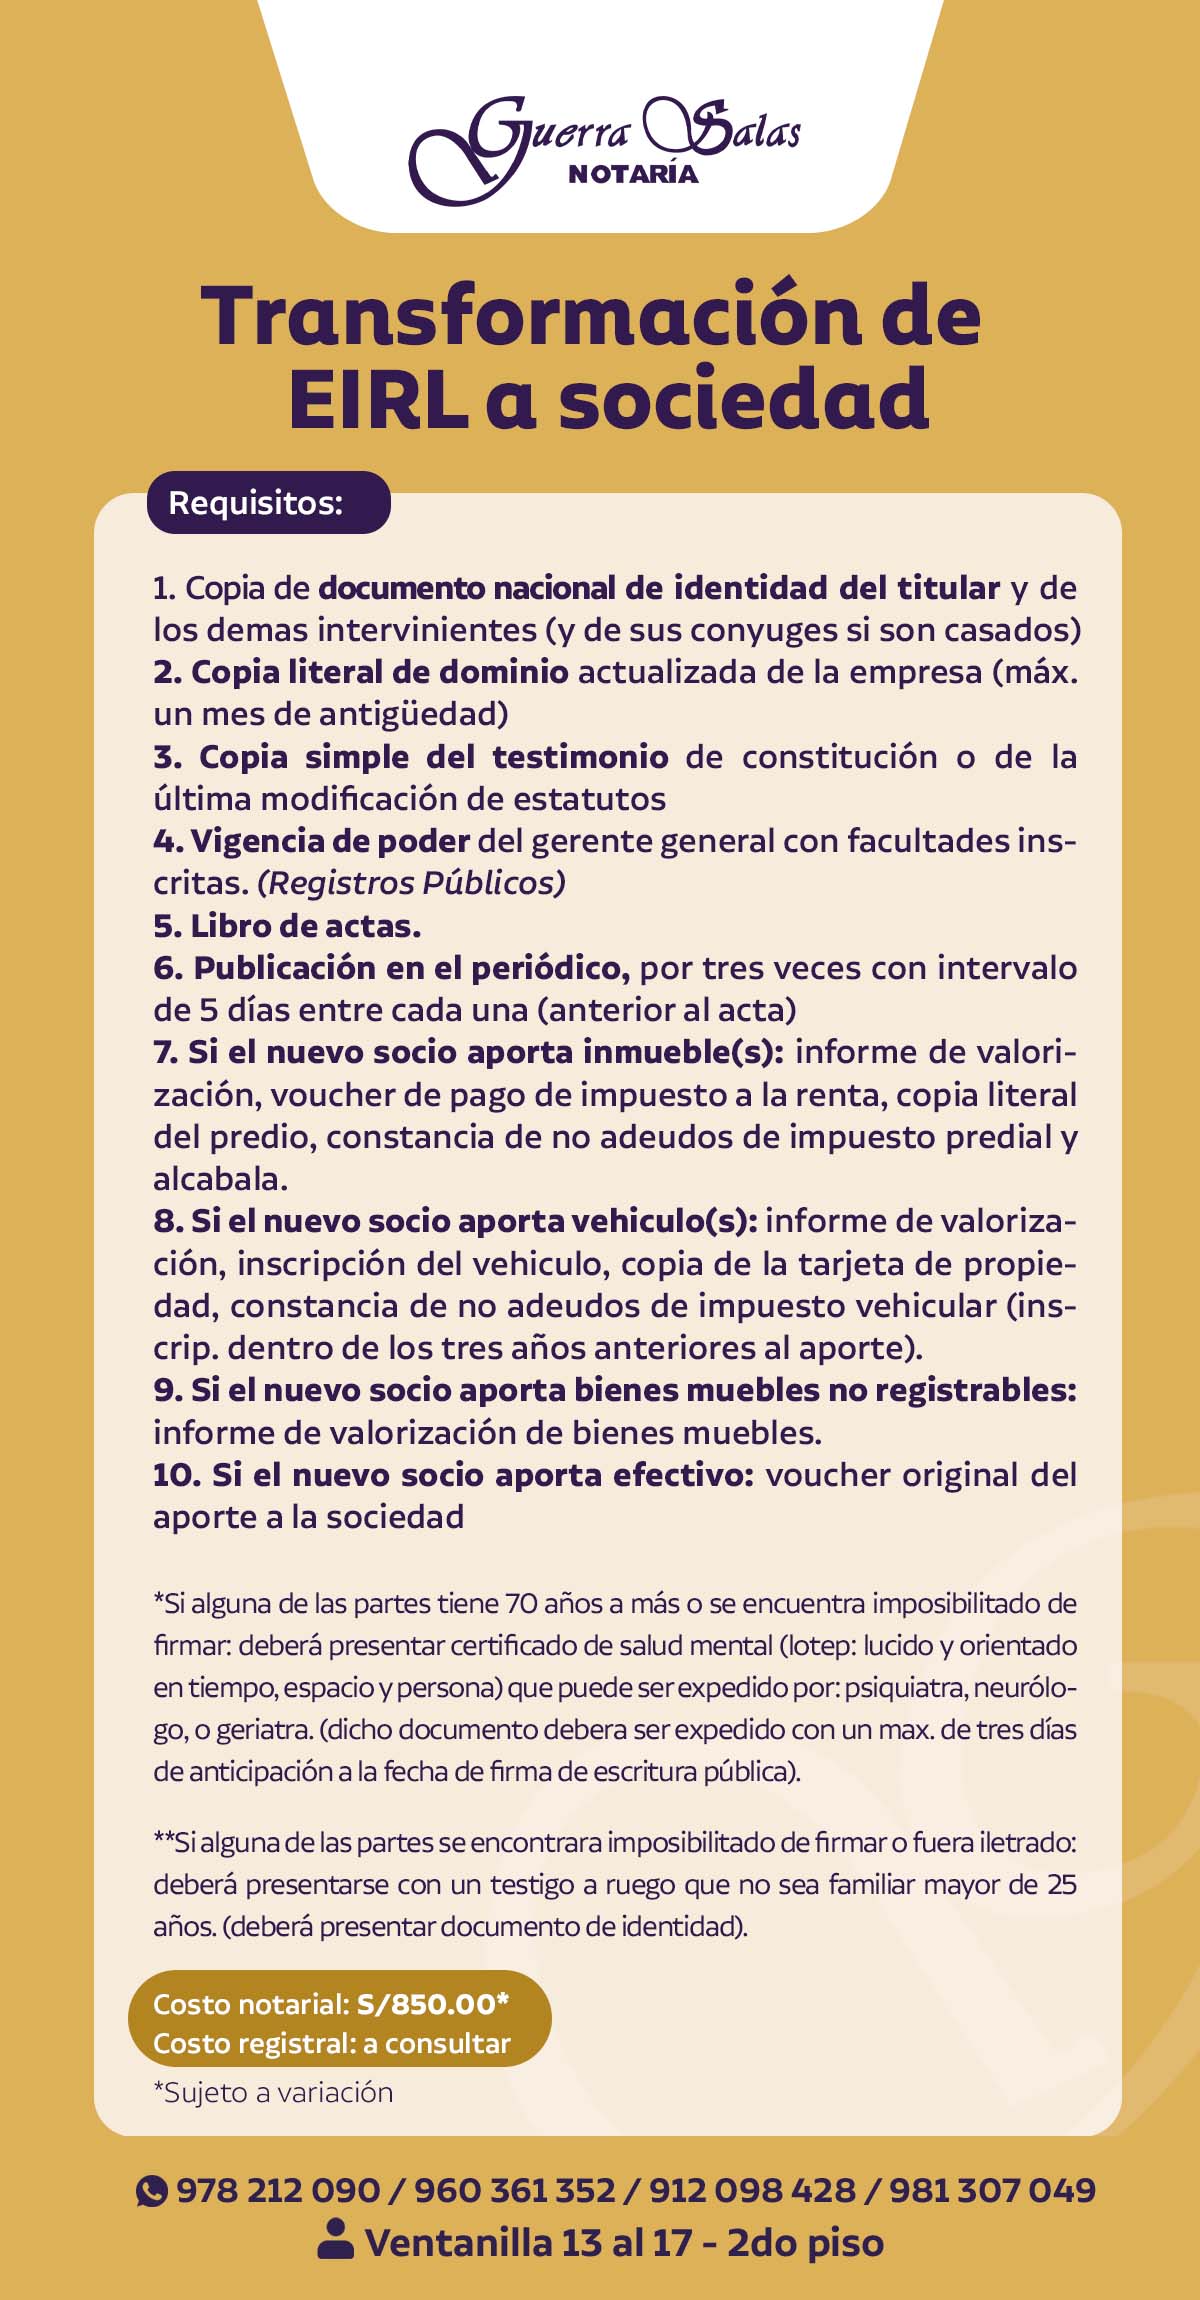 Guerra Salas
NOTARÍA
Transformación de
EIRL a sociedad
Requisitos:
1. Copia de documento nacional de identidad del titular y de
los demas intervinientes (y de sus conyuges si son casados)
2. Copia literal de dominio actualizada de la empresa (máx.
un mes de antigüedad)
3. Copia simple del testimonio de constitución o de la
última modificación de estatutos
4. Vigencia de poder del gerente general con facultades ins-
critas. (Registros Públicos)
5. Libro de actas.
6. Publicación en el periódico, por tres veces con intervalo
de 5 días entre cada una (anterior al acta)
7. Si el nuevo socio aporta inmueble(s): informe de valori-
zación, voucher de pago de impuesto a la renta, copia literal
del predio, constancia de no adeudos de impuesto predial y
alcabala.
8. Si el nuevo socio aporta vehiculo(s): informe de valoriza-
ción, inscripción del vehiculo, copia de la tarjeta de propie-
dad, constancia de no adeudos de impuesto vehicular (ins-
crip. dentro de los tres años anteriores al aporte).
9. Si el nuevo socio aporta bienes muebles no registrables:
informe de valorización de bienes muebles.
10. Si el nuevo socio aporta efectivo: voucher original del
aporte a la sociedad
*Si alguna de las partes tiene 70 años a más o se encuentra imposibilitado de
firmar: deberá presentar certificado de salud mental (lotep: lucido y orientado
en tiempo, espacio y persona) que puede ser expedido por: psiquiatra, neurólo-
go, o geriatra. (dicho documento debera ser expedido con un max. de tres días
de anticipación a la fecha de firma de escritura pública).
**Si alguna de las partes se encontrara imposibilitado de firmar o fuera iletrado:
deberá presentarse con un testigo a ruego que no sea familiar mayor de 25
años. (deberá presentar documento de identidad).
Costo notarial: S/850.00*
Costo registral: a consultar
*Sujeto a variación
978 212 090 / 960 361 352 / 912 098 428 / 981 307 049
Ventanilla 13 al 17 - 2do piso